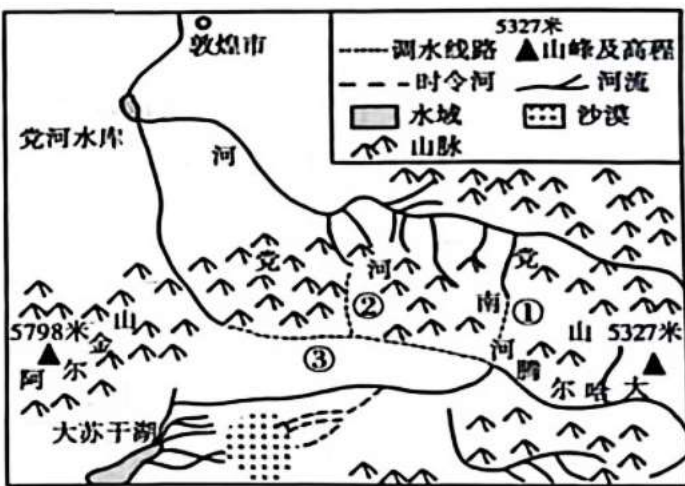 敦煌市
党河水库
河
5327米
调水线路
山峰及高程
时令河
河流
水域
沙漠
山脉
党
河
南
山
②
①
③
5798米
阿
尔
金
山
5327米
大
哈
尔
腾
河
大苏干湖